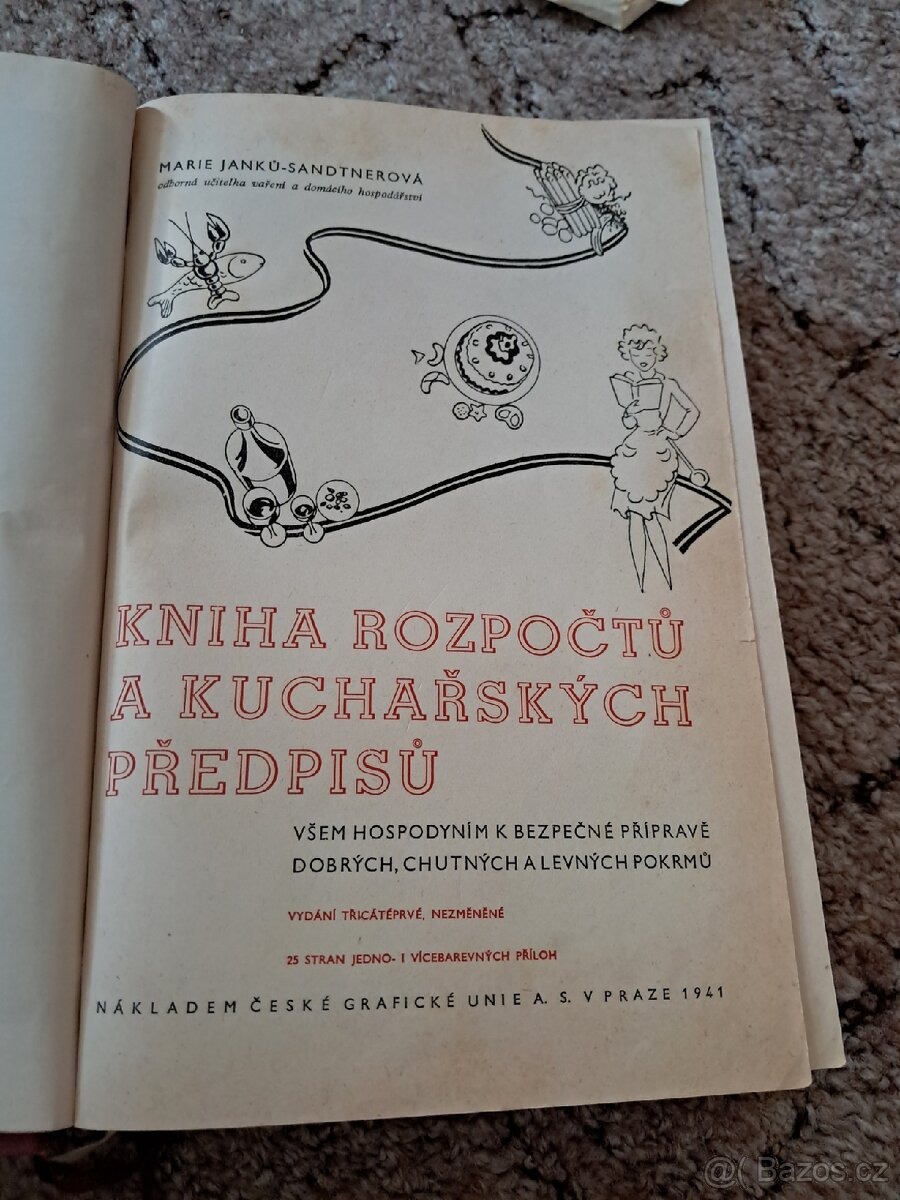 MARIE JANKŮ-SANDTNEROVÁ
odborná učitelka vaření a domácího hospodářství
KNIHA ROZPOČTŮ
A KUCHAŘSKÝCH
PŘEDPISŮ
VŠEM HOSPODYNÍM K BEZPEČNÉ PŘÍPRAVĚ
DOBRÝCH, CHUTNÝCH A LEVNÝCH POKRMŮ
VYDÁNÍ TŘICÁTÉPRVÉ, NEZMĚNĚNÉ
25 STRAN JEDNO- I VÍCEBAREVNÝCH PŘÍLOH
NÁKLADEM ČESKÉ GRAFICKÉ UNIE A. S. V PRAZE 1941
@( Bazos.cz